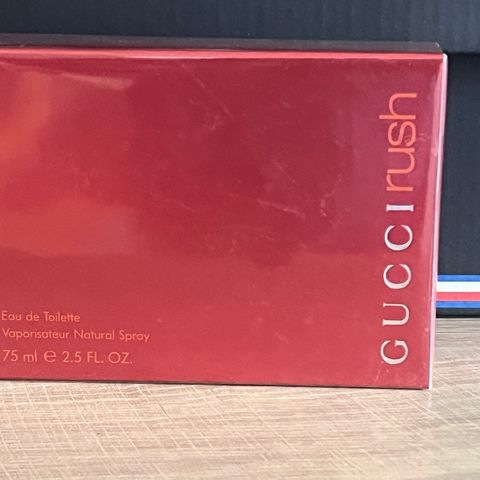 GUCCI rush
Eau de Toilette
Vaporisateur Natural Spray
75 ml ℮ 2.5 FL. OZ.